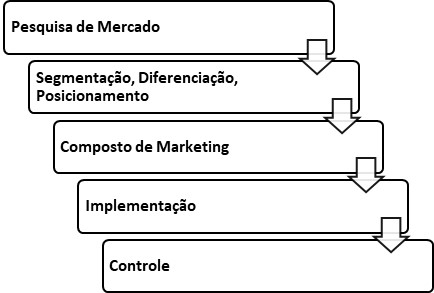 Pesquisa de Mercado
Segmentação, Diferenciação,
Posicionamento
Composto de Marketing
Implementação
Controle